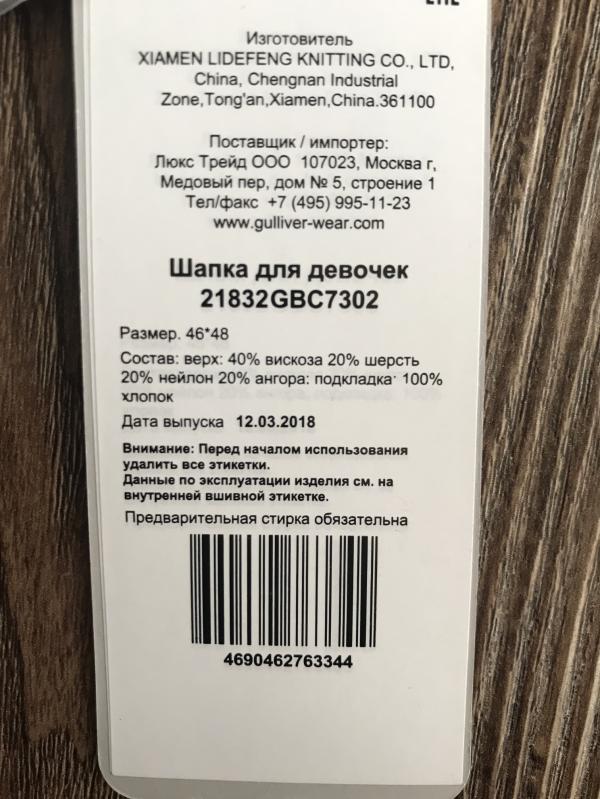 Изготовитель
XIAMEN LIDEFENG KNITTING CO., LTD,
China, Chengnan Industrial
Zone,Tong'an,Xiamen,China.361100
Поставщик / импортер:
Люкс Трейд ООО 107023, Москва г,
Медовый пер, дом № 5, строение 1
Тел/факс +7 (495) 995-11-23
www.gulliver-wear.com
Шапка для девочек
21832GBC7302
Размер. 46*48
Состав: верх: 40% вискоза 20% шерсть
20% нейлон 20% ангора: подкладка· 100%
хлопок
Дата выпуска 12.03.2018
Внимание: Перед началом использования
удалить все этикетки.
Данные по эксплуатации изделия см. на
внутренней вшивной этикетке.
Предварительная стирка обязательна
4690462763344